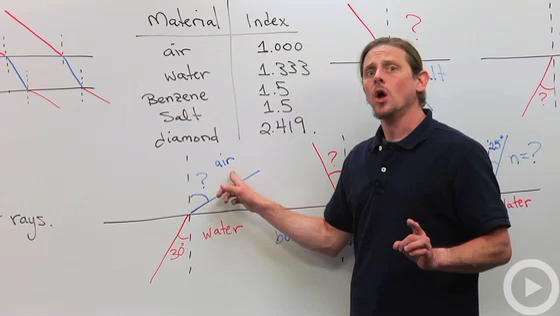 Material Index
air 1.000
water 1.333
Benzene 1.5
Salt 1.5
diamond 2.419
?
air
?
?
?
25° n=?
rays.
water
30°
water